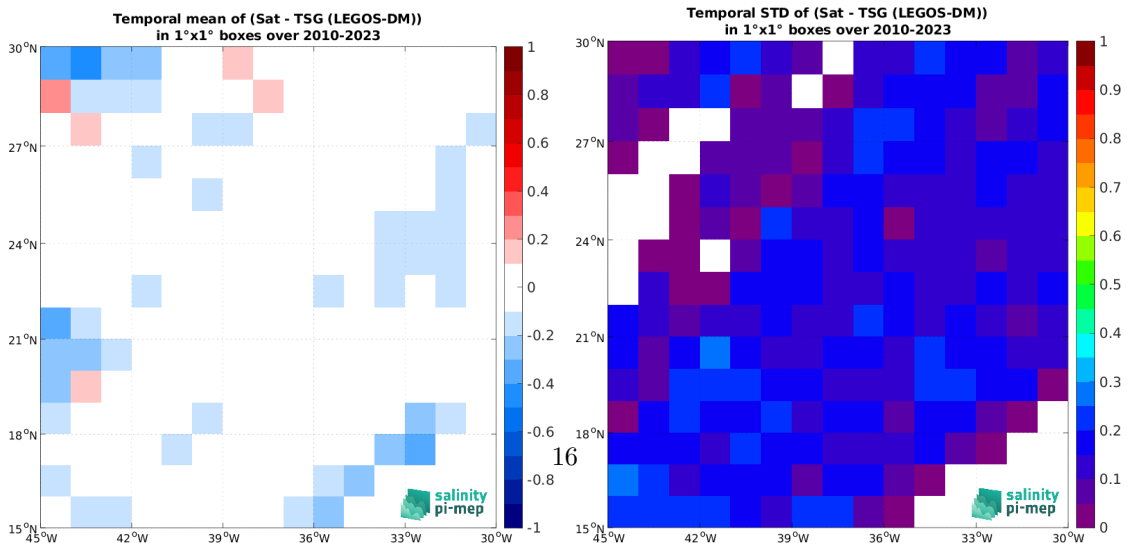 Temporal mean of (Sat - TSG (LEGOS-DM))
in 1°x1° boxes over 2010-2023
30°N
27°N
24°N
21°N
18°N
15°N
45°W
42°W
39°W
36°W
33°W
30°W
1
0.8
0.6
0.4
0.2
0
-0.2
-0.4
-0.6
-0.8
-1
salinity
pi-mep
16
Temporal STD of (Sat - TSG (LEGOS-DM))
in 1°x1° boxes over 2010-2023
30°N
27°N
24°N
21°N
18°N
15°N
45°W
42°W
39°W
36°W
33°W
30°W
1
0.9
0.8
0.7
0.6
0.5
0.4
0.3
0.2
0.1
0
salinity
pi-mep